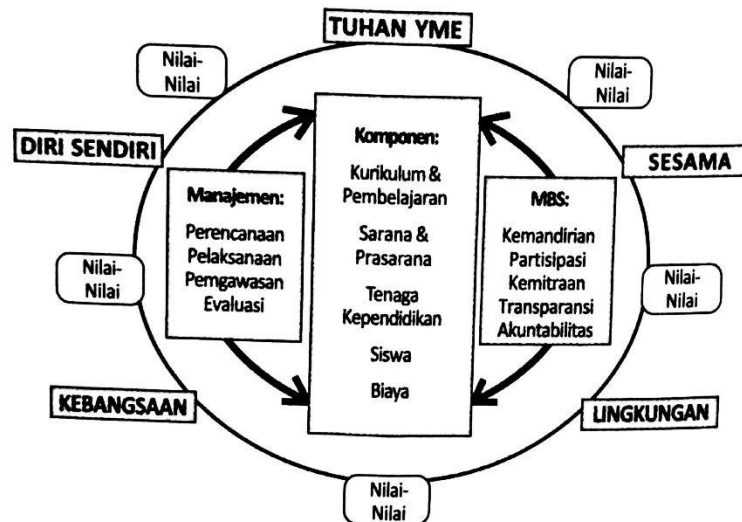 TUHAN YME
Nilai-
Nilai
Nilai-
Nilai
DIRI SENDIRI
SESAMA
Manajemen:
Perencanaan
Pelaksanaan
Pemgawasan
Evaluasi
Komponen:
Kurikulum &
Pembelajaran
Sarana &
Prasarana
Tenaga
Kependidikan
Siswa
Biaya
MBS:
Kemandirian
Partisipasi
Kemitraan
Transparansi
Akuntabilitas
Nilai-
Nilai
Nilai-
Nilai
KEBANGSAAN
LINGKUNGAN
Nilai-
Nilai